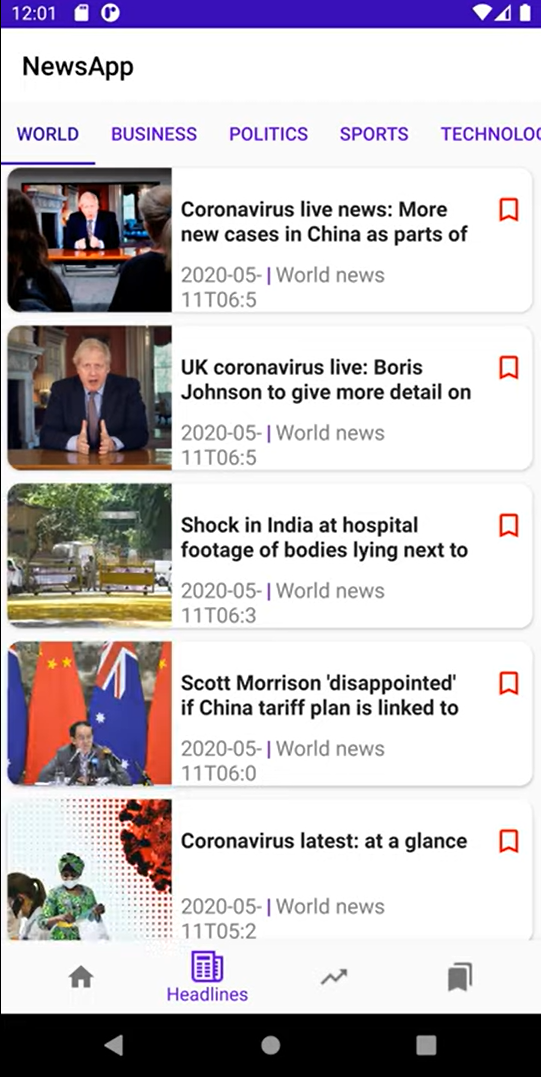 12:01
NewsApp
WORLD BUSINESS POLITICS SPORTS TECHNOLOG
Coronavirus live news: More
new cases in China as parts of
2020-05- | World news
11T06:5
UK coronavirus live: Boris
Johnson to give more detail on
2020-05- | World news
11T06:5
Shock in India at hospital
footage of bodies lying next to
2020-05- | World news
11T06:3
Scott Morrison 'disappointed'
if China tariff plan is linked to
2020-05- | World news
11T06:0
Coronavirus latest: at a glance
2020-05- | World news
11T05:2
Headlines